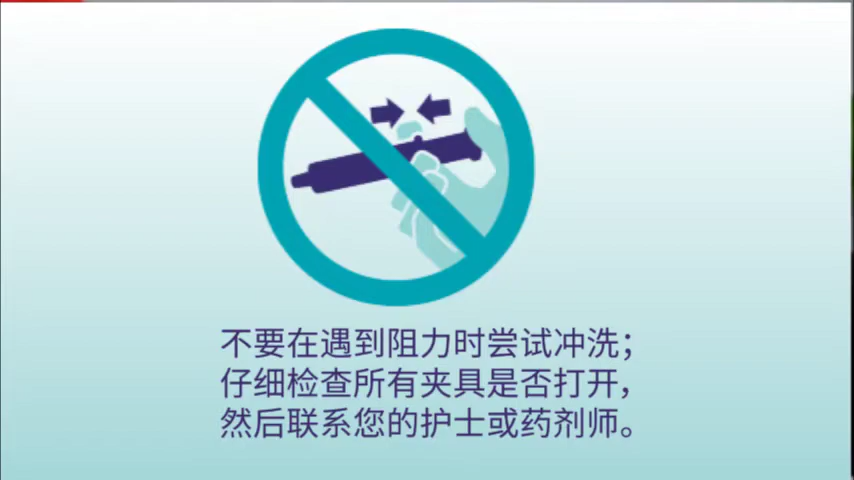 不要在遇到阻力时尝试冲洗；
仔细检查所有夹具是否打开，
然后联系您的护士或药剂师。